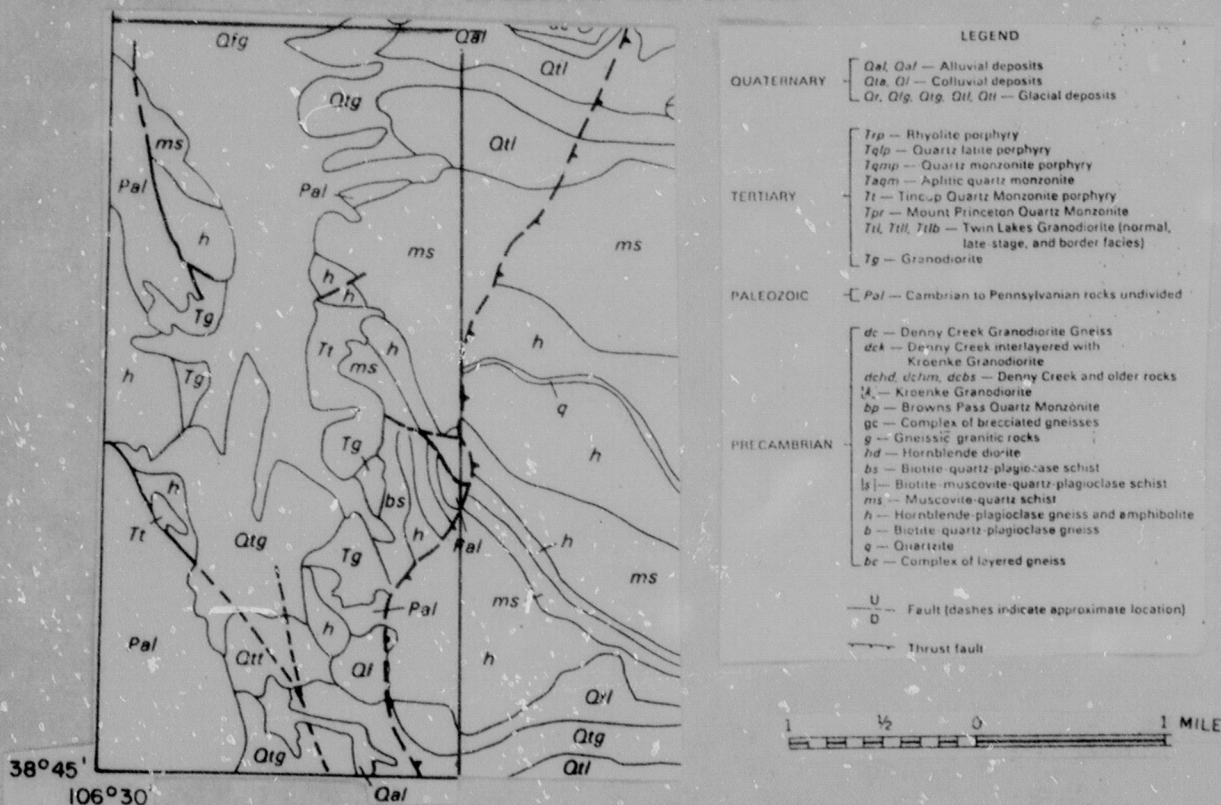 Qfg
Qal
Qtl
Qtg
ms
Qtl
Pal
Pal
h
ms
ms
h
h
Tg
Tt
h
h
ms
h
Tg
q
Tg
h
bs
h
Tt
Qtg
h
Tg
Pal
h
ms
ms
Pal
Pal
h
Qtt
Ql
h
Qtg
Qtg
Qtl
38°45'
106°30'
Qal
LEGEND
QUATERNARY
Qal, Qaf — Alluvial deposits
Qta, Ql — Colluvial deposits
Qr, Qfg, Qtg, Qtl, Qtt — Glacial deposits
TERTIARY
Trp — Rhyolite porphyry
Tqlp — Quartz latite porphyry
Tqmp — Quartz monzonite porphyry
Taqm — Aplitic quartz monzonite
Tt — Tincup Quartz Monzonite porphyry
Tpr — Mount Princeton Quartz Monzonite
Ttl, Ttll, Ttlb — Twin Lakes Granodiorite (normal,
late-stage, and border facies)
Tg — Granodiorite
PALEOZOIC
Pal — Cambrian to Pennsylvanian rocks undivided
PRECAMBRIAN
dc — Denny Creek Granodiorite Gneiss
dck — Denny Creek interlayered with
Kroenke Granodiorite
dchd, dchm, dcbs — Denny Creek and older rocks
k — Kroenke Granodiorite
bp — Browns Pass Quartz Monzonite
gc — Complex of brecciated gneisses
g — Gneissic granitic rocks
hd — Hornblende diorite
bs — Biotite-quartz-plagioclase schist
s — Biotite-muscovite-quartz-plagioclase schist
ms — Muscovite-quartz schist
h — Hornblende-plagioclase gneiss and amphibolite
b — Biotite quartz-plagioclase gneiss
q — Quartzite
bc — Complex of layered gneiss
U
D
Fault (dashes indicate approximate location)
Thrust fault
1 ½ 0 1 MILE